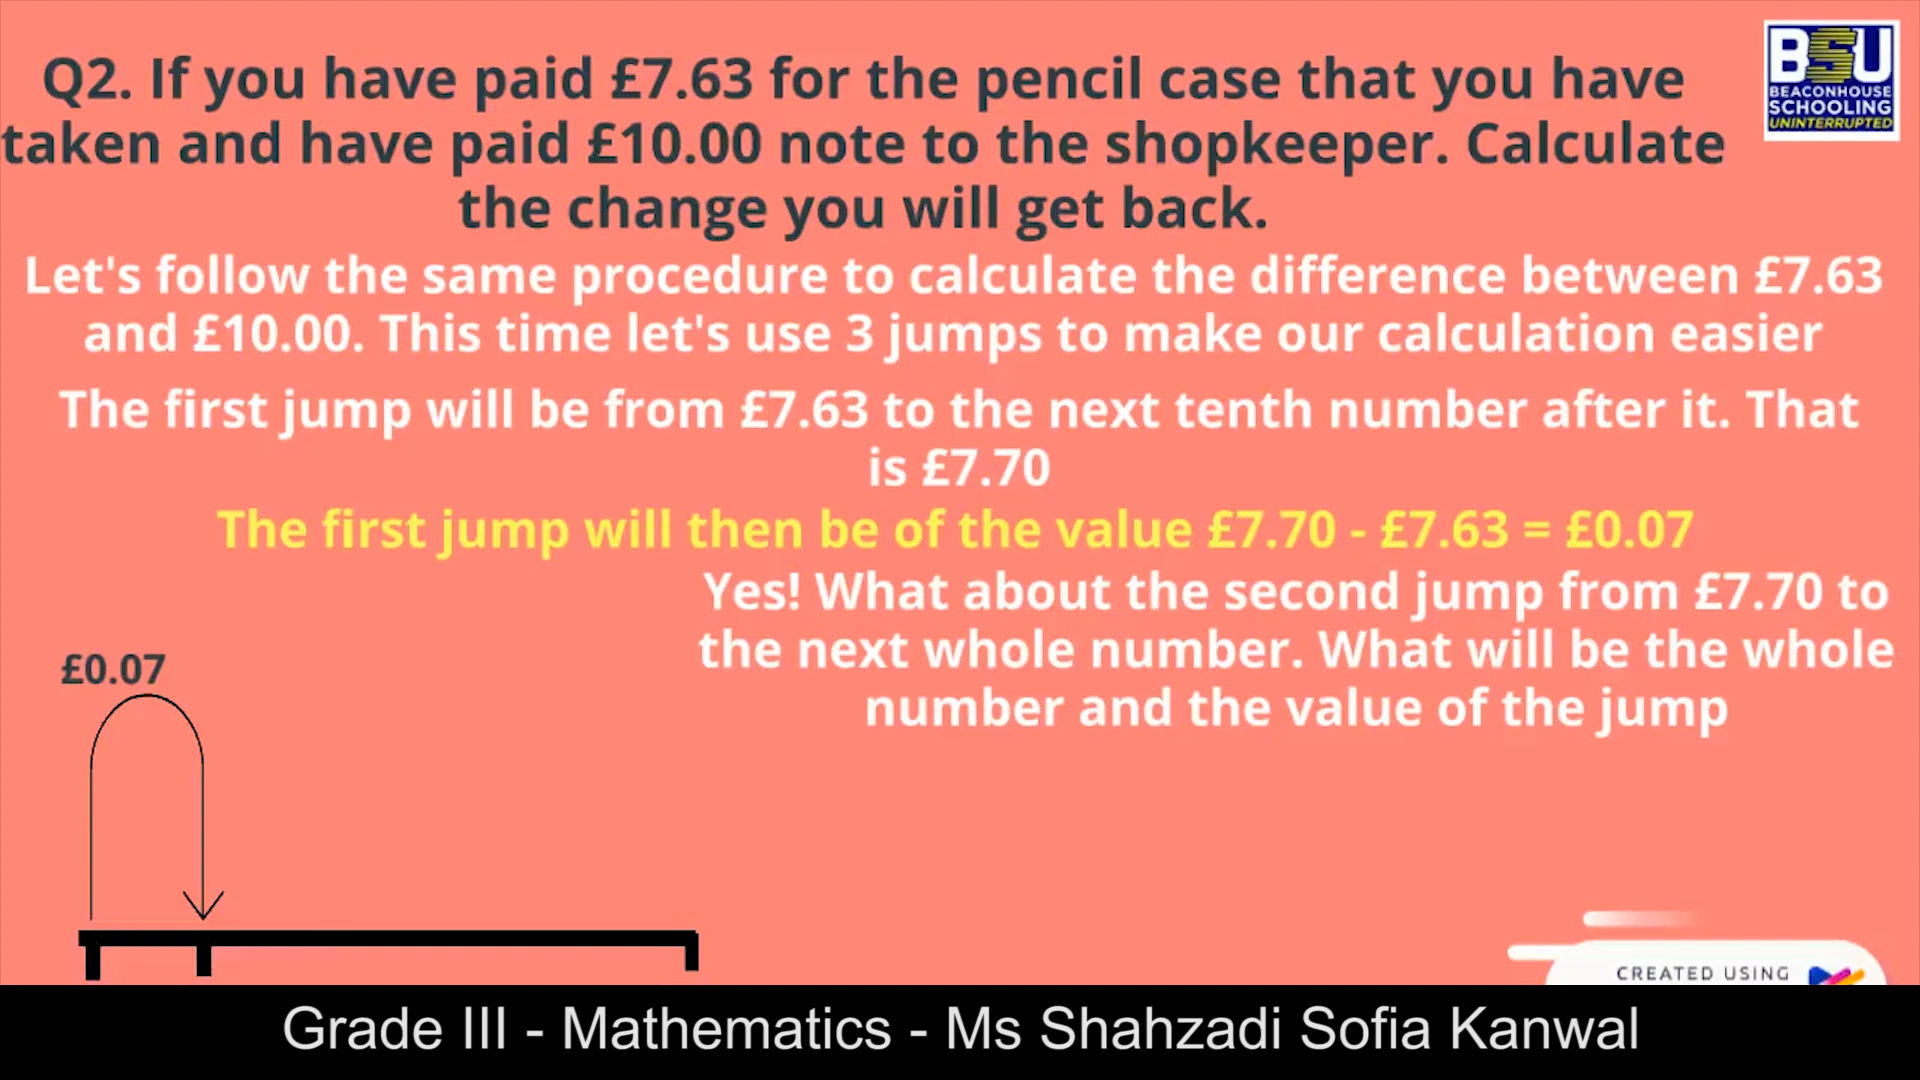 Q2. If you have paid £7.63 for the pencil case that you have
taken and have paid £10.00 note to the shopkeeper. Calculate
the change you will get back.
BSU
BEACONHOUSE
SCHOOLING
UNINTERRUPTED
Let's follow the same procedure to calculate the difference between £7.63
and £10.00. This time let's use 3 jumps to make our calculation easier
The first jump will be from £7.63 to the next tenth number after it. That
is £7.70
The first jump will then be of the value £7.70 - £7.63 = £0.07
Yes! What about the second jump from £7.70 to
the next whole number. What will be the whole
number and the value of the jump
£0.07
CREATED USING
Grade III - Mathematics - Ms Shahzadi Sofia Kanwal